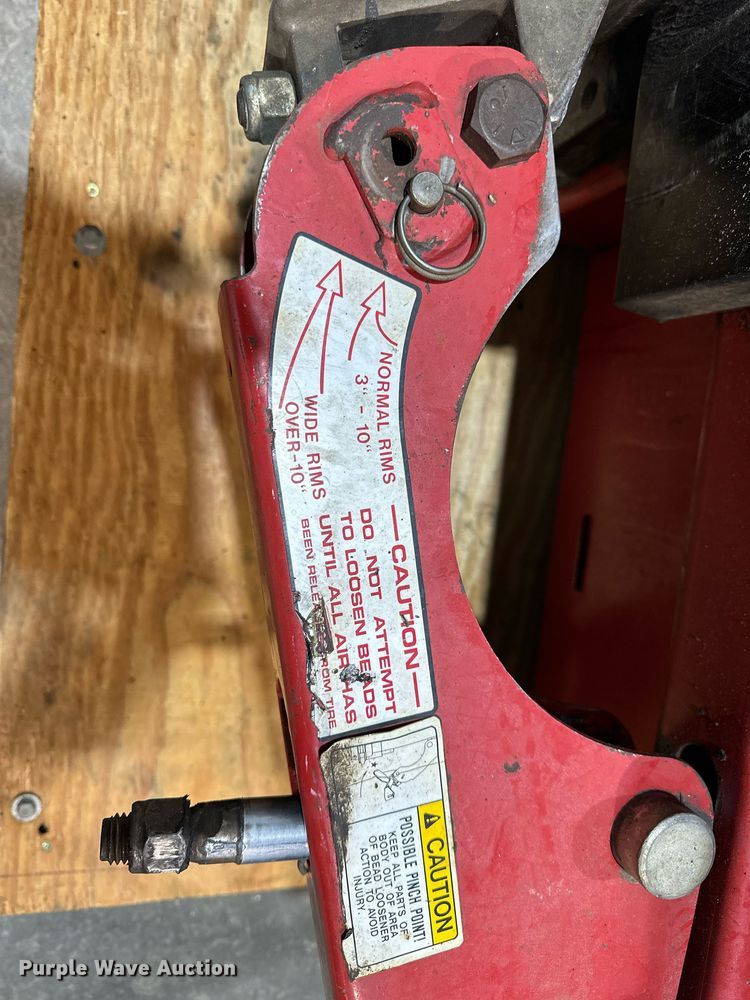 NORMAL RIMS
3" - 10"
WIDE RIMS
OVER-10"
— CAUTION —
DO NOT ATTEMPT
TO LOOSEN BEADS
UNTIL ALL AIR HAS
BEEN RELEASED FROM TIRE
CAUTION
POSSIBLE PINCH POINT!
KEEP ALL PARTS OF
BODY OUT OF AREA
OF BEAD LOOSENER
ACTION TO AVOID
INJURY.
Purple Wave Auction